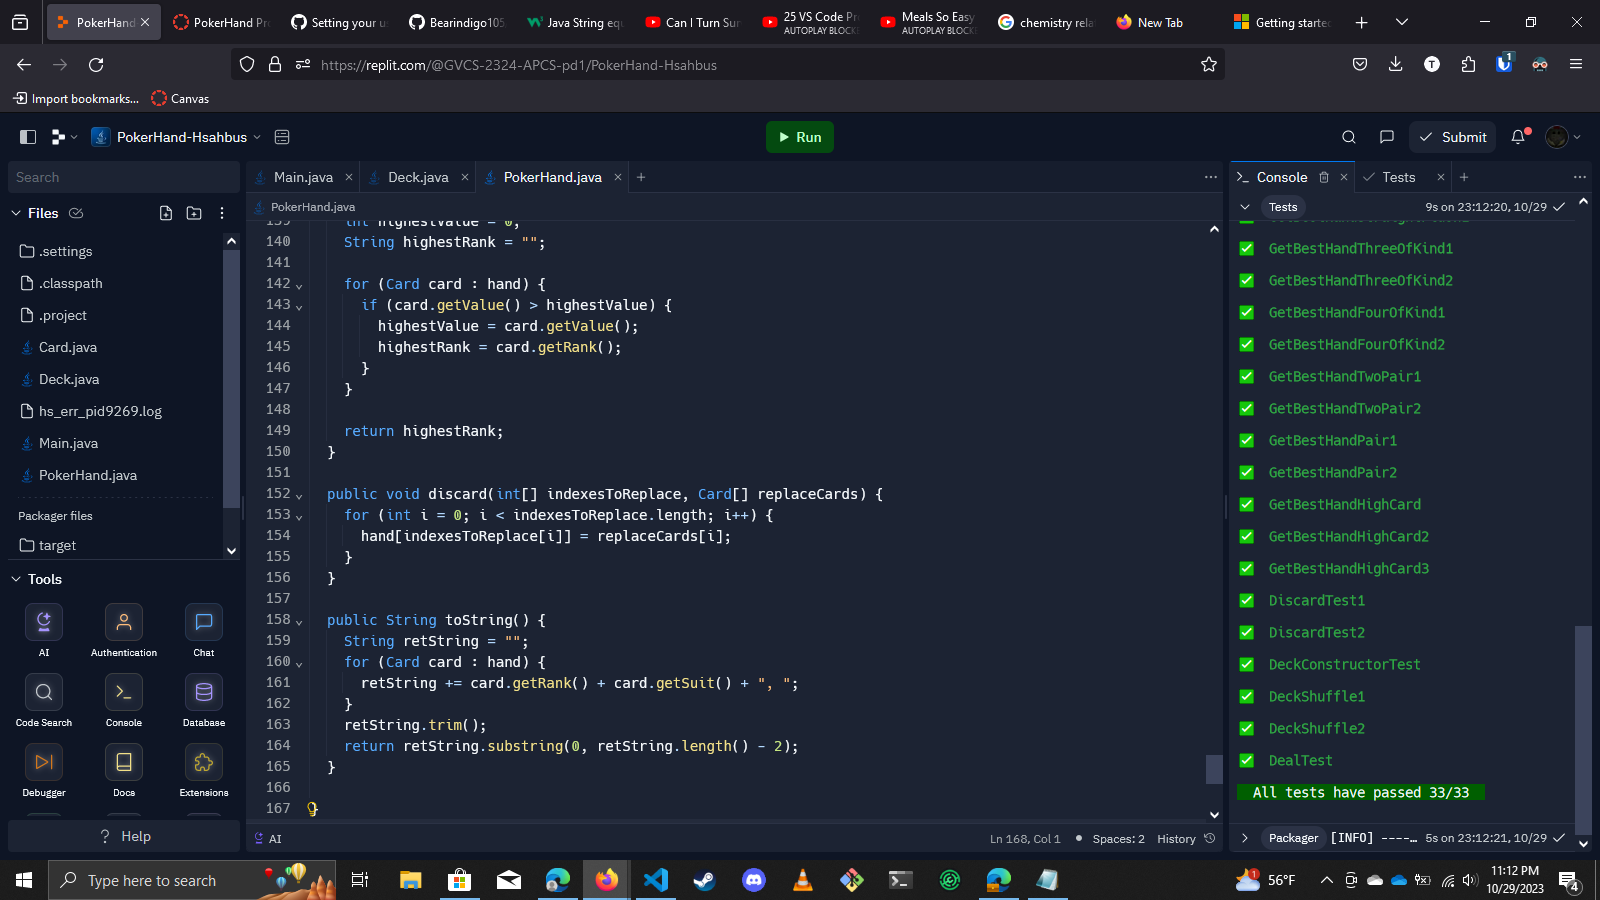 PokerHand
PokerHand Pr
Setting your us
Bearindigo105
Java String equ
Can I Turn Sur
25 VS Code Pr
AUTOPLAY BLOCKE
Meals So Easy
AUTOPLAY BLOCKE
chemistry rela
New Tab
Getting starte
https://replit.com/@GVCS-2324-APCS-pd1/PokerHand-Hsahbus
Import bookmarks...
Canvas
PokerHand-Hsahbus
Run
Submit
Search
Files
.settings
.classpath
.project
Card.java
Deck.java
hs_err_pid9269.log
Main.java
PokerHand.java
Packager files
target
Tools
AI
Authentication
Chat
Code Search
Console
Database
Debugger
Docs
Extensions
? Help
Main.java
Deck.java
PokerHand.java
PokerHand.java
139 int highestValue = 0;
140 String highestRank = "";
141
142 for (Card card : hand) {
143 if (card.getValue() > highestValue) {
144 highestValue = card.getValue();
145 highestRank = card.getRank();
146 }
147 }
148
149 return highestRank;
150 }
151
152 public void discard(int[] indexesToReplace, Card[] replaceCards) {
153 for (int i = 0; i < indexesToReplace.length; i++) {
154 hand[indexesToReplace[i]] = replaceCards[i];
155 }
156 }
157
158 public String toString() {
159 String retString = "";
160 for (Card card : hand) {
161 retString += card.getRank() + card.getSuit() + ", ";
162 }
163 retString.trim();
164 return retString.substring(0, retString.length() - 2);
165 }
166
167 }
AI
Ln 168, Col 1
Spaces: 2
History
Console
Tests
Tests
9s on 23:12:20, 10/29
GetBestHandThreeOfKind1
GetBestHandThreeOfKind2
GetBestHandFourOfKind1
GetBestHandFourOfKind2
GetBestHandTwoPair1
GetBestHandTwoPair2
GetBestHandPair1
GetBestHandPair2
GetBestHandHighCard
GetBestHandHighCard2
GetBestHandHighCard3
DiscardTest1
DiscardTest2
DeckConstructorTest
DeckShuffle1
DeckShuffle2
DealTest
All tests have passed 33/33
Packager
[INFO] ----...
5s on 23:12:21, 10/29
Type here to search
56°F
11:12 PM
10/29/2023
4